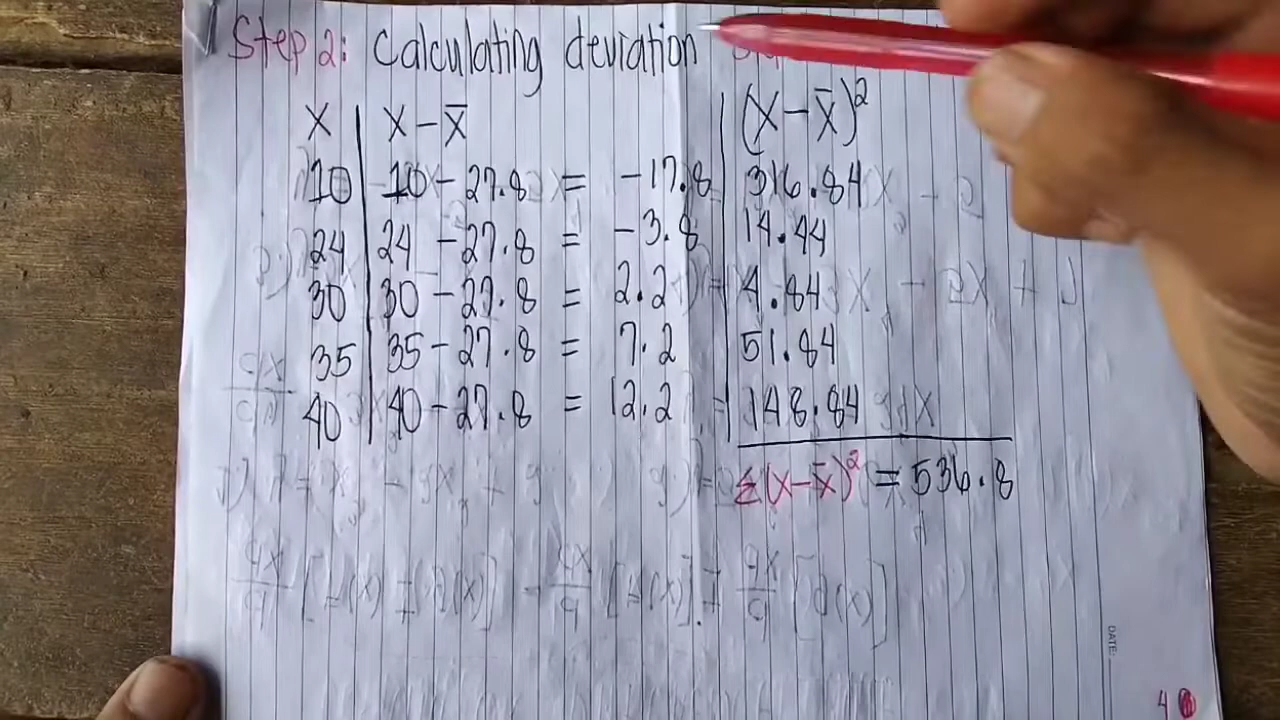 Step 2: Calculating deviation
X X - x̄ (X - x̄)²
10 10 - 27.8 = -17.8 316.84
24 24 - 27.8 = -3.8 14.44
30 30 - 27.8 = 2.2 4.84
35 35 - 27.8 = 7.2 51.84
40 40 - 27.8 = 12.2 148.84
Σ(x-x̄)² = 536.8
DATE:
4